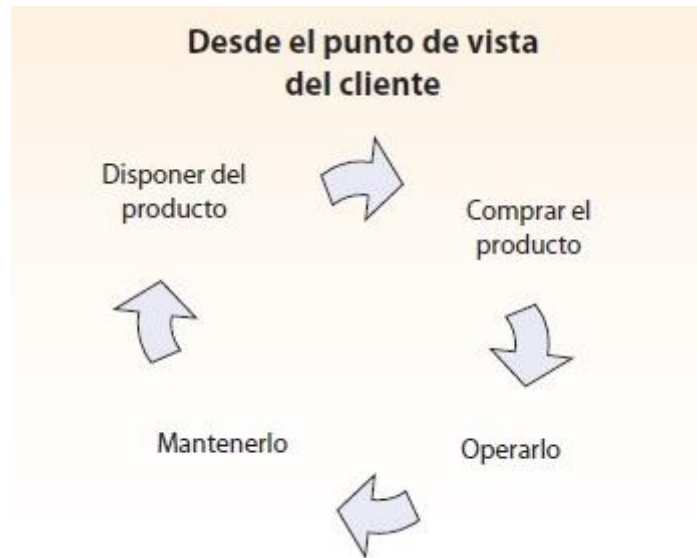 Desde el punto de vista
del cliente
Disponer del
producto
Comprar el
producto
Mantenerlo
Operarlo